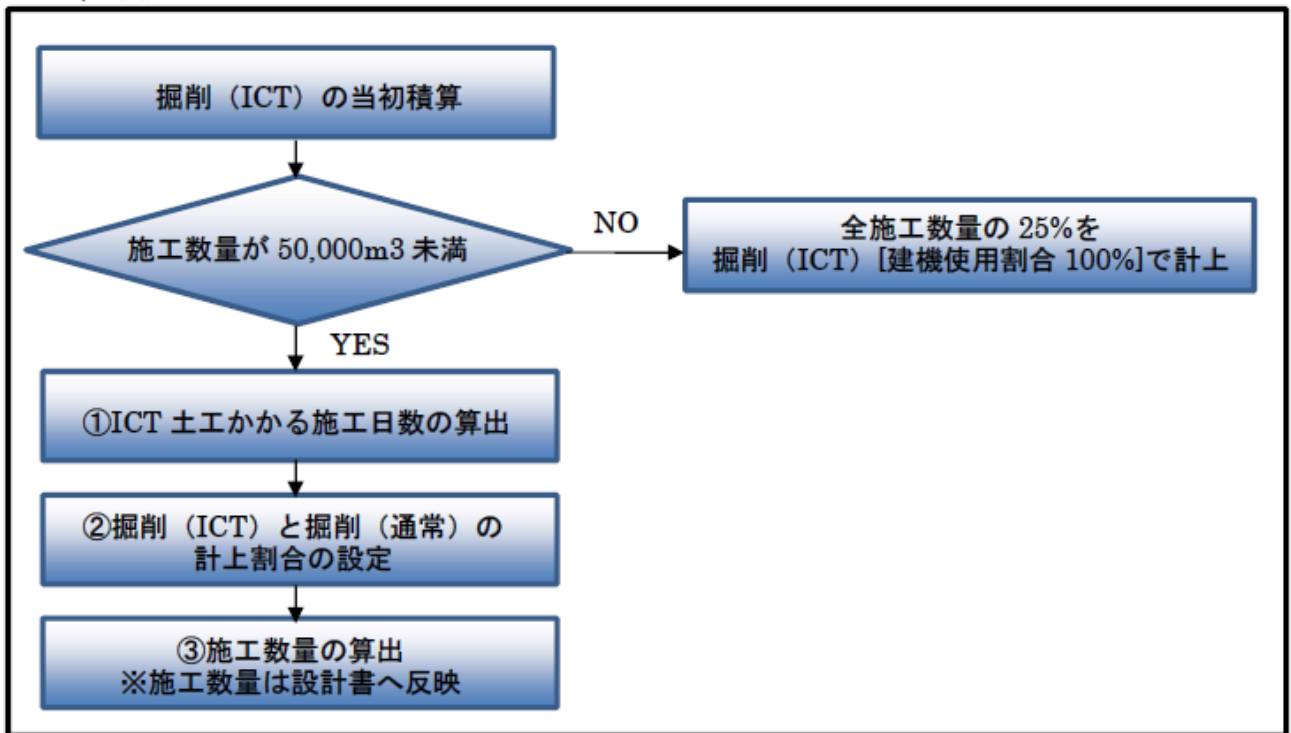 掘削（ICT）の当初積算
施工数量が 50,000m3 未満
NO
全施工数量の 25%を
掘削（ICT）[建機使用割合 100%]で計上
YES
①ICT 土工かかる施工日数の算出
②掘削（ICT）と掘削（通常）の
計上割合の設定
③施工数量の算出
※施工数量は設計書へ反映